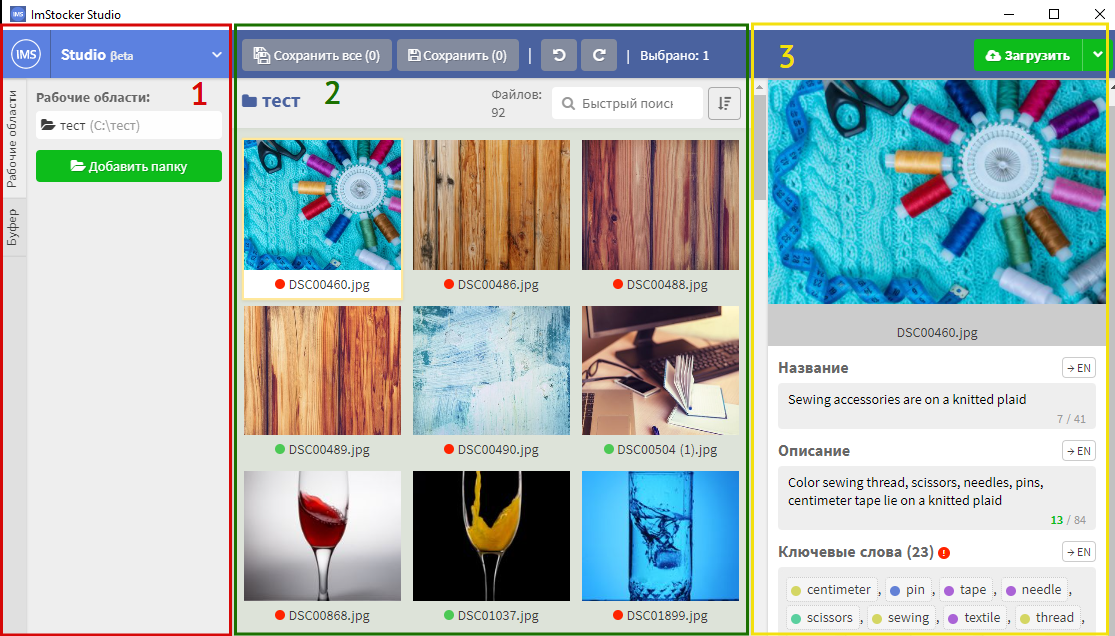 IMS ImStocker Studio
IMS Studio βeta
1
Рабочие области
Буфер
Рабочие области:
тест (C:\тест)
Добавить папку
Сохранить все (0) Сохранить (0) | | Выбрано: 1
тест 2 Файлов: 92 Быстрый поиск
DSC00460.jpg DSC00486.jpg DSC00488.jpg
DSC00489.jpg DSC00490.jpg DSC00504 (1).jpg
DSC00868.jpg DSC01037.jpg DSC01899.jpg
3 Загрузить
DSC00460.jpg
Название → EN
Sewing accessories are on a knitted plaid
7 / 41
Описание → EN
Color sewing thread, scissors, needles, pins,
centimeter tape lie on a knitted plaid
13 / 84
Ключевые слова (23) ! → EN
centimeter , pin , tape , needle ,
scissors , sewing , textile , thread ,